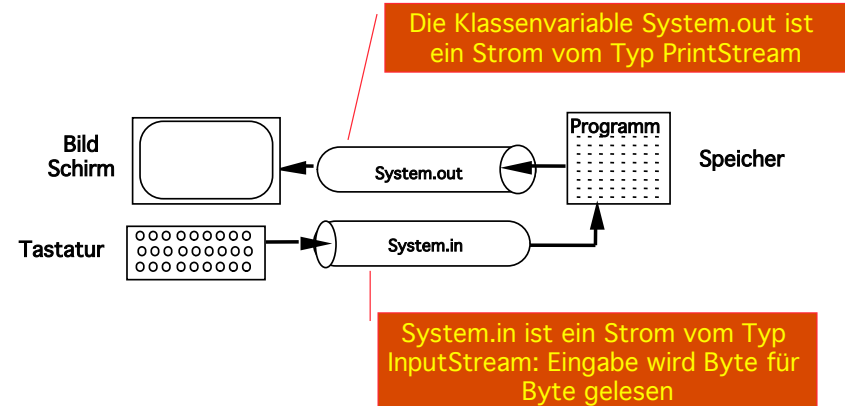 Die Klassenvariable System.out ist
ein Strom vom Typ PrintStream
Bild
Schirm
System.out
Programm
Speicher
Tastatur
System.in
System.in ist ein Strom vom Typ
InputStream: Eingabe wird Byte für
Byte gelesen